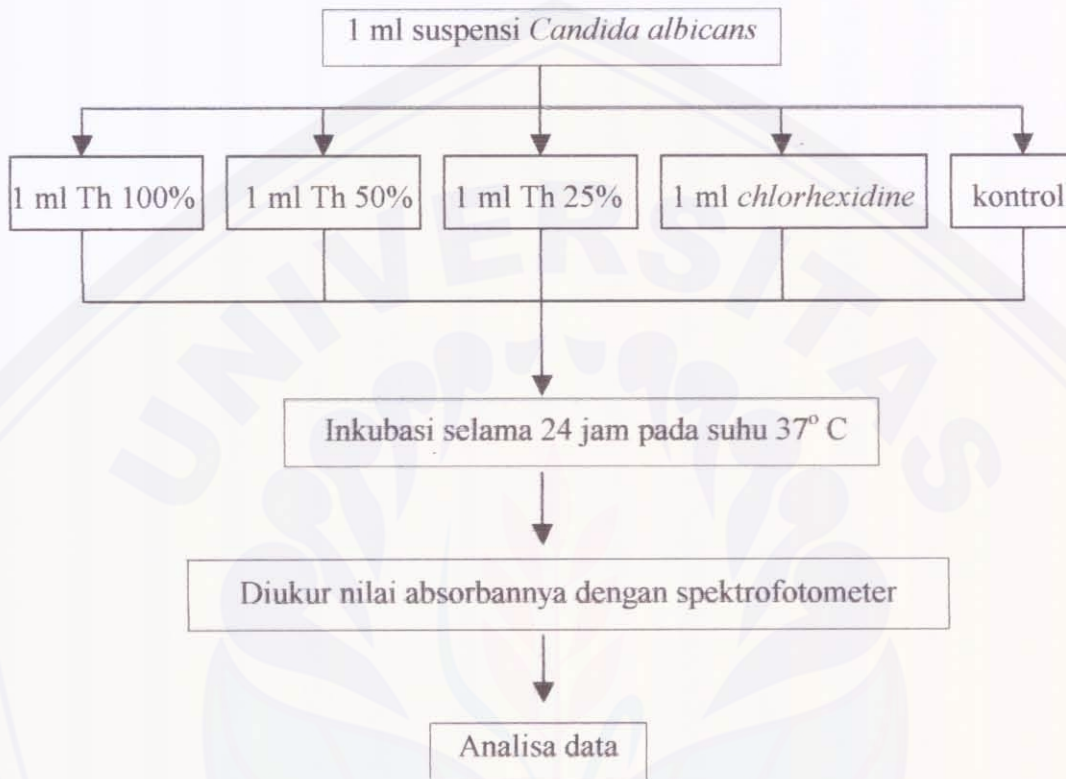 1 ml suspensi Candida albicans
1 ml Th 100%
1 ml Th 50%
1 ml Th 25%
1 ml chlorhexidine
kontrol
Inkubasi selama 24 jam pada suhu 37° C
Diukur nilai absorbannya dengan spektrofotometer
Analisa data
UNIVERSITAS